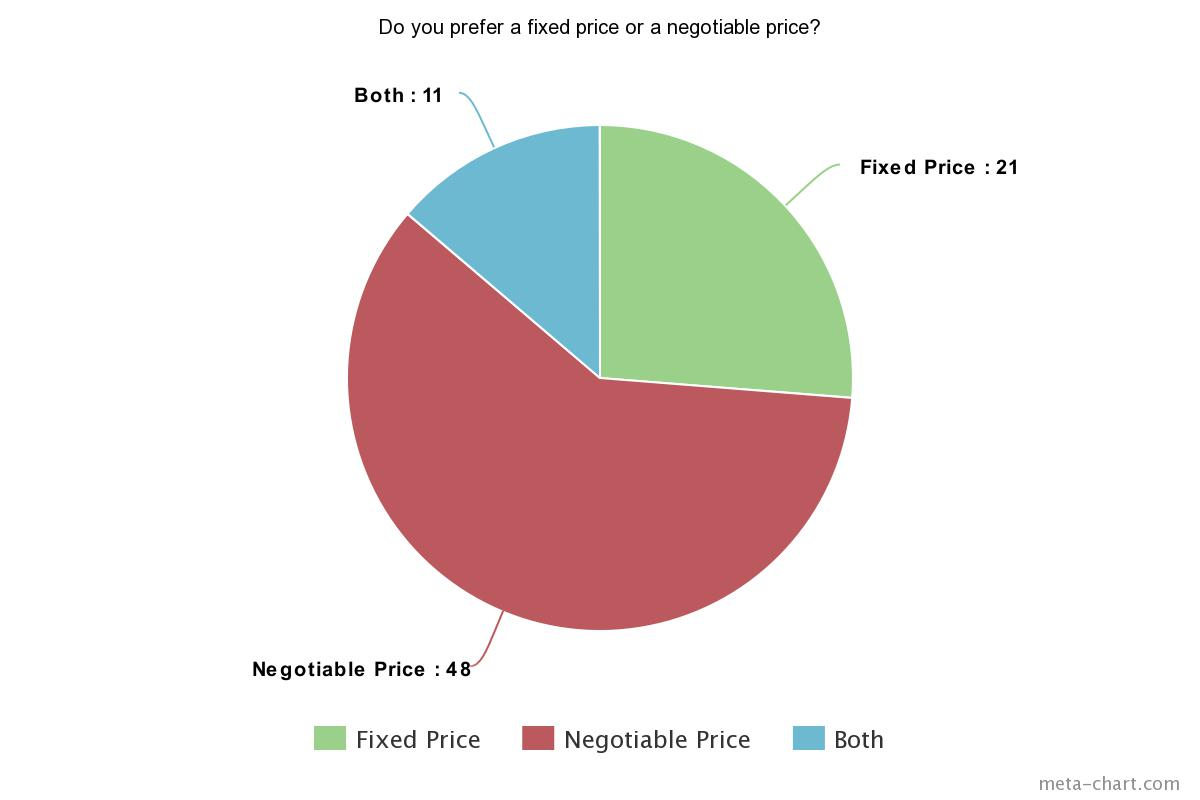 Do you prefer a fixed price or a negotiable price?
Both : 11
Fixed Price : 21
Negotiable Price : 48
Fixed Price Negotiable Price Both
meta-chart.com